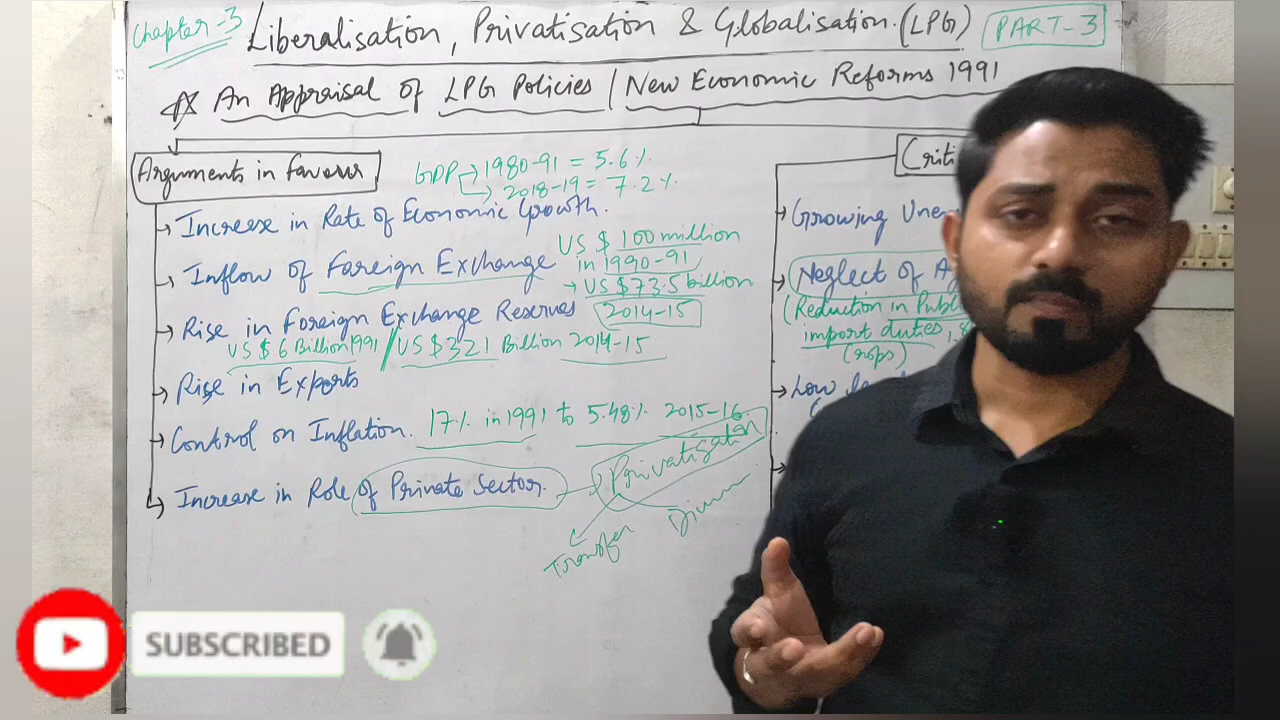 Chapter-3
Liberalisation, Privatisation & Globalisation. (LPG)
PART-3
An Appraisal of LPG Policies / New Economic Reforms 1991
Arguments in favour
GDP → 1980-91 = 5.6%
→ 2018-19 = 7.2%
→ Increase in Rate of Economic Growth.
→ Inflow of Foreign Exchange
US $ 100 million
in 1990-91
→ US $ 73.5 billion
2014-15
→ Rise in Foreign Exchange Reserves
US $ 6 Billion 1991 / US $ 321 Billion 2014-15
→ Rise in Exports
→ Control on Inflation. 17% in 1991 to 5.48% 2015-16
→ Increase in Role of Private Sector.
Privatisation
Transfer
Criti
→ Growing Unem
→ Neglect of A
(Reduction in Publ
import duties,
→ Low
SUBSCRIBED